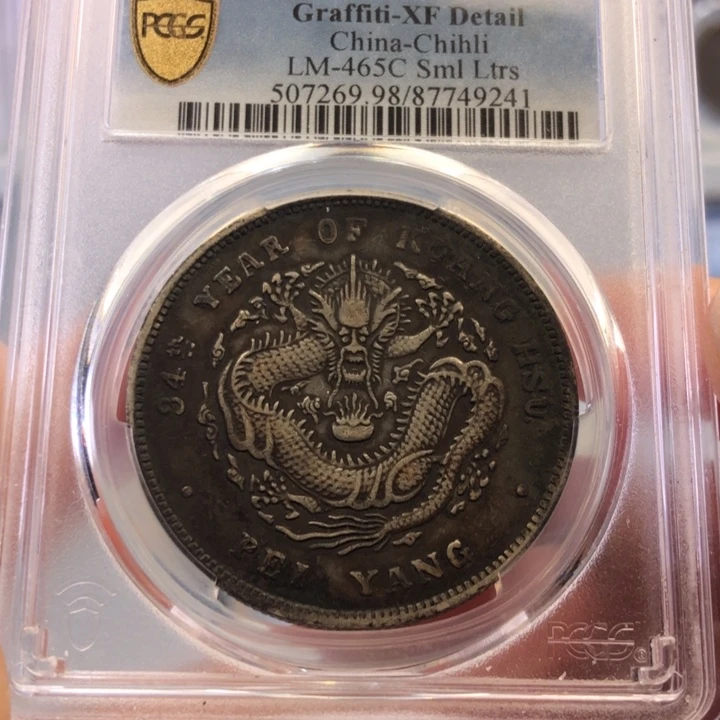 PCGS
Graffiti-XF Detail
China-Chihli
LM-465C Sml Ltrs
507269.98/87749241
34th YEAR OF KUANG HSU
PEI YANG
PCGS